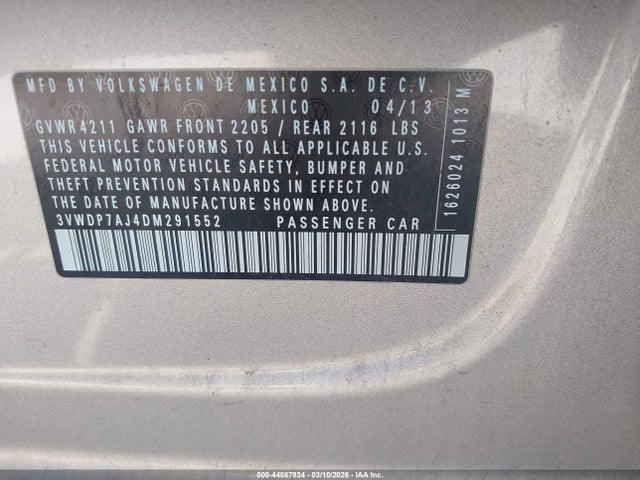 MFD BY VOLKSWAGEN DE MEXICO S.A. DE C.V.
MEXICO 04/13
GVWR 4211 GAWR FRONT 2205 / REAR 2116 LBS
THIS VEHICLE CONFORMS TO ALL APPLICABLE U.S.
FEDERAL MOTOR VEHICLE SAFETY, BUMPER AND
THEFT PREVENTION STANDARDS IN EFFECT ON
THE DATE OF MANUFACTURE SHOWN ABOVE.
3VWDP7AJ4DM291552 PASSENGER CAR
1626024 1013 M
000-44587934 - 03/10/2026 - IAA Inc.